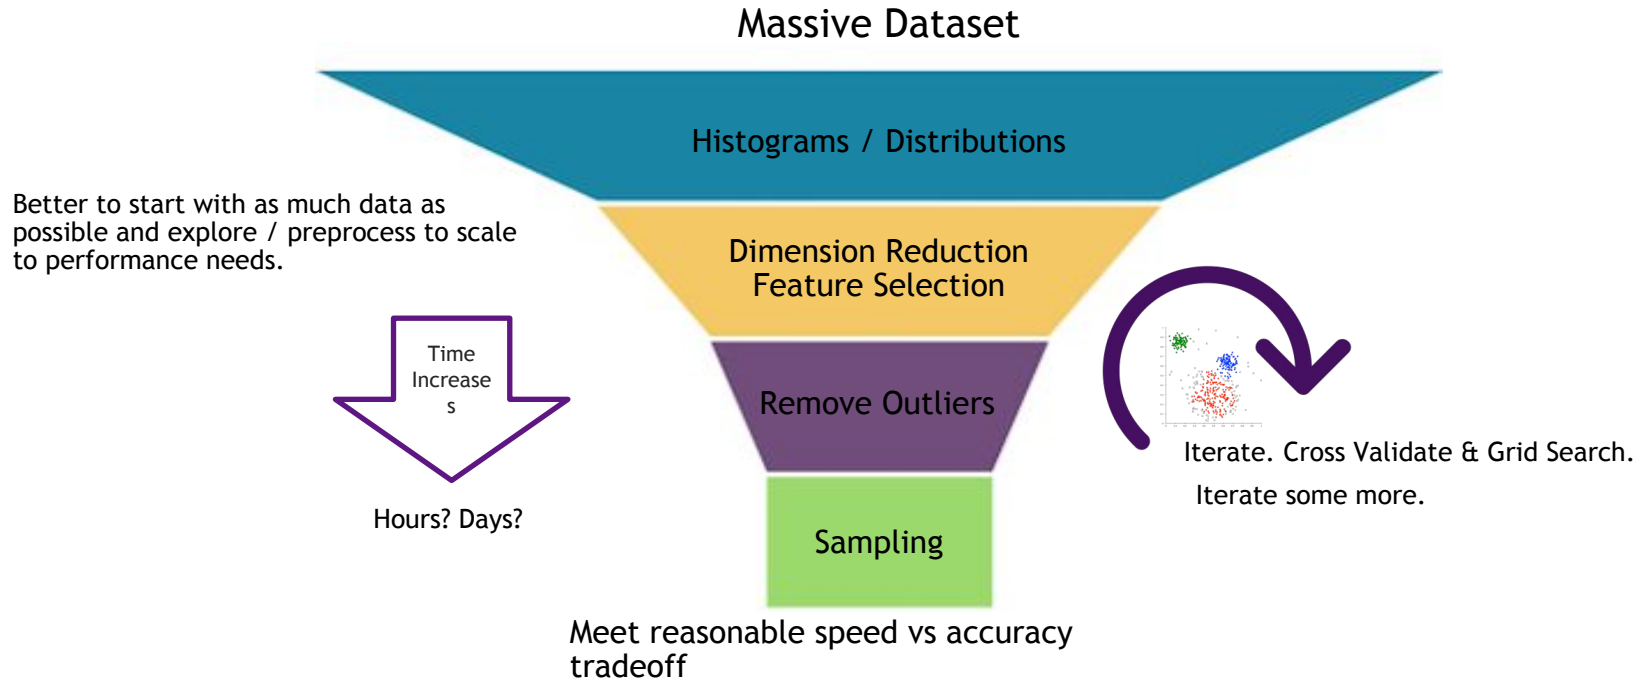 Massive Dataset
Histograms / Distributions
Better to start with as much data as
possible and explore / preprocess to scale
to performance needs.
Dimension Reduction
Feature Selection
Time
Increase
s
Remove Outliers
Iterate. Cross Validate & Grid Search.
Iterate some more.
Hours? Days?
Sampling
Meet reasonable speed vs accuracy
tradeoff